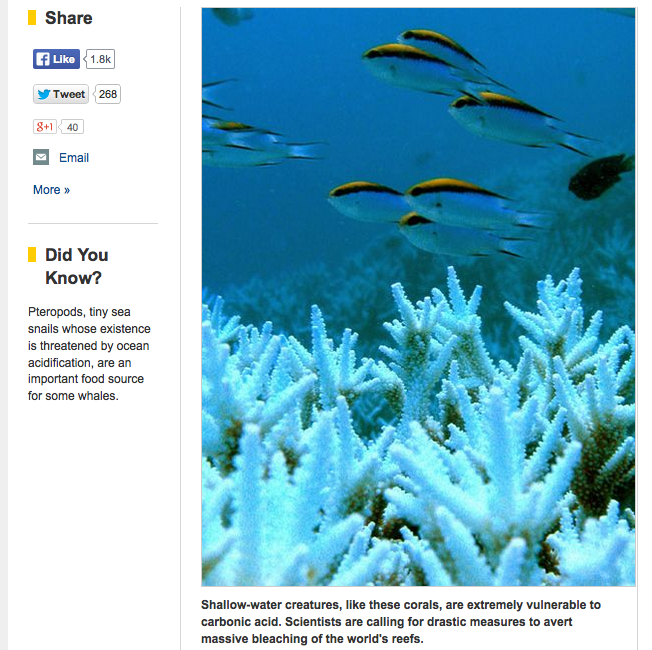 Share
Like 1.8k
Tweet 268
g+1 40
Email
More »
Did You
Know?
Pteropods, tiny sea
snails whose existence
is threatened by ocean
acidification, are an
important food source
for some whales.
Shallow-water creatures, like these corals, are extremely vulnerable to
carbonic acid. Scientists are calling for drastic measures to avert
massive bleaching of the world's reefs.